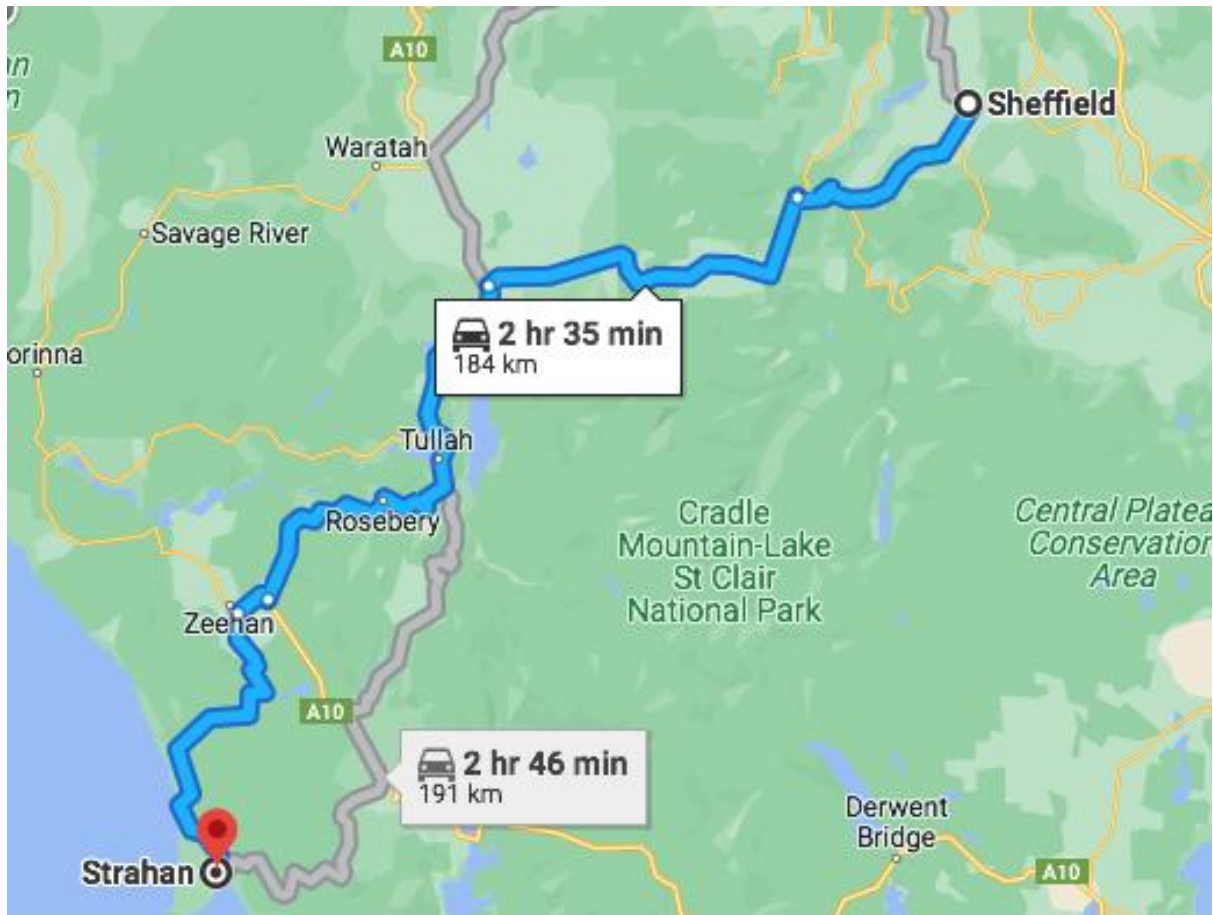 A10
Sheffield
Waratah
Savage River
orinna
2 hr 35 min
184 km
Tullah
Rosebery
Cradle
Mountain-Lake
St Clair
National Park
Central Platea
Conservation
Area
Zeehan
A10
2 hr 46 min
191 km
Derwent
Bridge
Strahan
A10